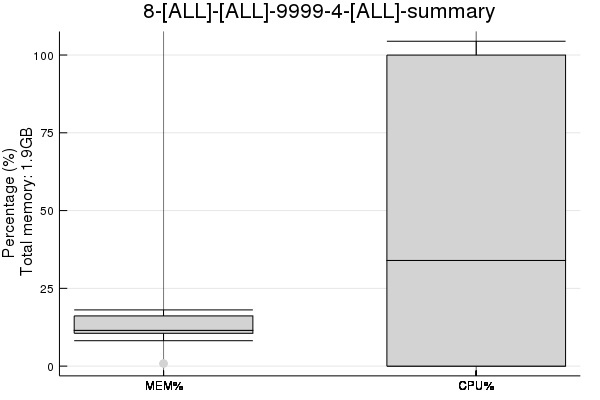 8-[ALL]-[ALL]-9999-4-[ALL]-summary
Percentage (%)
Total memory: 1.9GB
100
75
50
25
0
MEM%
CPU%